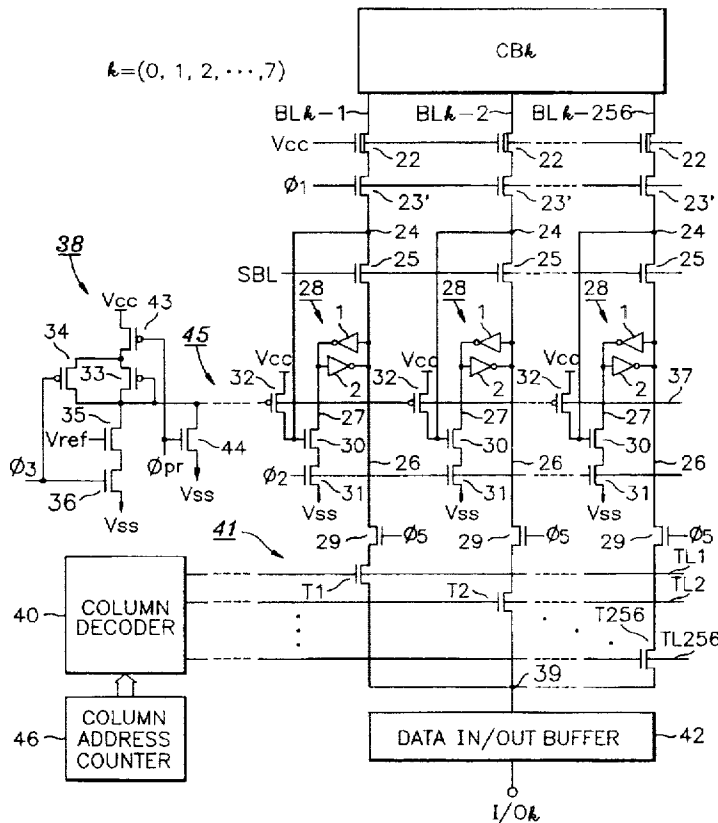 CBk
k=(0, 1, 2, ···,7)
BLk-1 BLk-2 BLk-256
Vcc 22 22 22
Ø1 23' 23' 23'
24 24 24
38 SBL 25 25 25
Vcc 43 28 1 28 1 28 1
34 45 Vcc Vcc Vcc
33 32 2 32 2 32 2 37
35 27 27 27
Vref 30 30 30
44
Ø3 Øpr 26 26 26
36 Vss Ø2 31 31 31
Vss Vss Vss Vss
41 29 Ø5 29 Ø5 29 Ø5
TL1
T1 T2 TL2
40 COLUMN DECODER T256
TL256
39
46 COLUMN ADDRESS COUNTER
DATA IN/OUT BUFFER 42
I/Ok